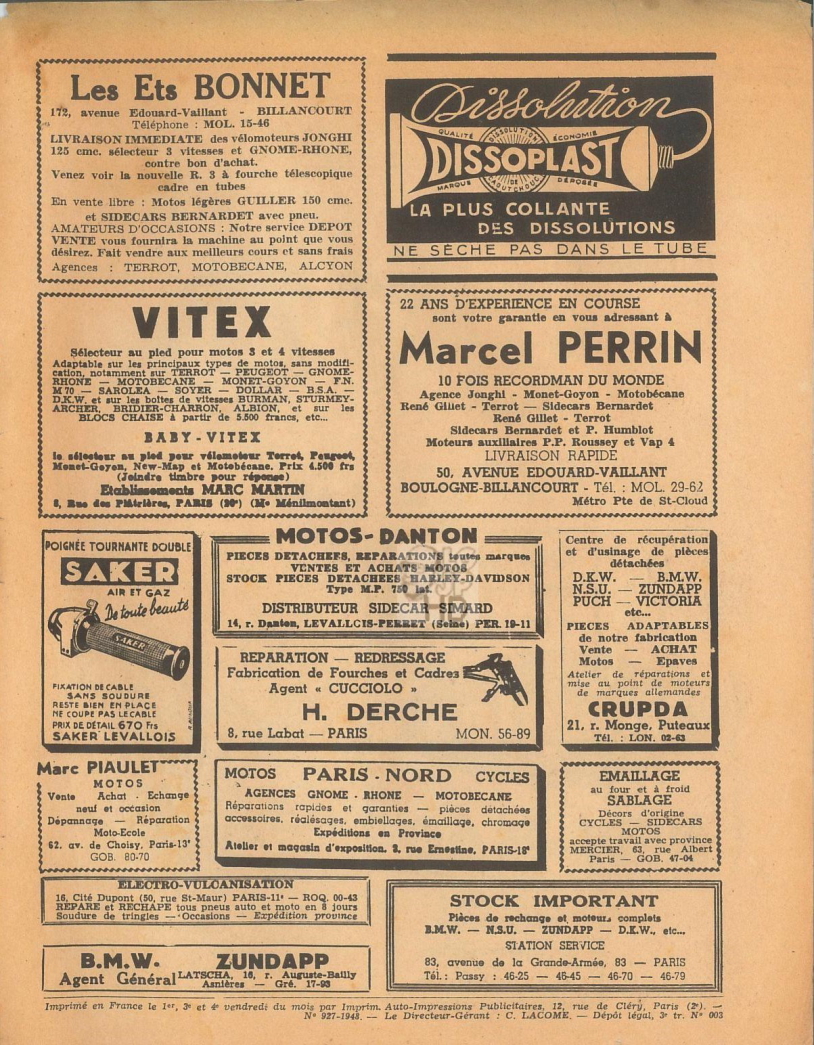 Les Ets BONNET
172, avenue Edouard-Vaillant - BILLANCOURT
Téléphone : MOL. 15-46
LIVRAISON IMMEDIATE des vélomoteurs JONGHI
125 cmc. sélecteur 3 vitesses et GNOME-RHONE,
contre bon d'achat.
Venez voir la nouvelle R. 3 à fourche télescopique
cadre en tubes
En vente libre : Motos légères GUILLER 150 cmc.
et SIDECARS BERNARDET avec pneu.
AMATEURS D'OCCASIONS : Notre service DEPOT
VENTE vous fournira la machine au point que vous
désirez. Fait vendre aux meilleurs cours et sans frais
Agences : TERROT, MOTOBECANE, ALCYON
Dissolution
QUALITÉ ÉCONOMIE
DISSOLUTION
DISSOPLAST
DE
CAOUTCHOUC
MARQUE DÉPOSÉE
LA PLUS COLLANTE
DES DISSOLUTIONS
NE SÈCHE PAS DANS LE TUBE
VITEX
Sélecteur au pied pour motos 3 et 4 vitesses
Adaptable sur les principaux types de motos, sans modifi-
cation, notamment sur TERROT — PEUGEOT — GNOME-
RHONE — MOTOBECANE — MONET-GOYON — F.N.
M 70 — SAROLEA — SOYER — DOLLAR — B.S.A. —
D.K.W. et sur les boîtes de vitesses BURMAN, STURMEY-
ARCHER, BRIDIER-CHARRON, ALBION, et sur les
BLOCS CHAISE à partir de 5.500 francs, etc...
BABY-VITEX
le sélecteur au pied pour vélomoteur Terrot, Peugeot,
Monet-Goyon, New-Map et Motobécane. Prix 4.500 frs
(Joindre timbre pour réponse)
Etablissements MARC MARTIN
8, Rue des Plâtrières, PARIS (20e) (Mo Ménilmontant)
22 ANS D'EXPERIENCE EN COURSE
sont votre garantie en vous adressant à
Marcel PERRIN
10 FOIS RECORDMAN DU MONDE
Agence Jonghi - Monet-Goyon - Motobécane
René Gillet - Terrot — Sidecars Bernardet
René Gillet - Terrot
Sidecars Bernardet et P. Humblot
Moteurs auxiliaires P.P. Roussey et Vap 4
LIVRAISON RAPIDE
50, AVENUE EDOUARD-VAILLANT
BOULOGNE-BILLANCOURT - Tél. : MOL. 29-62
Métro Pte de St-Cloud
POIGNÉE TOURNANTE DOUBLE
SAKER
AIR ET GAZ
De toute beauté
SAKER
FIXATION DE CABLE
SANS SOUDURE
RESTE BIEN EN PLACE
NE COUPE PAS LE CABLE
PRIX DE DÉTAIL 670 Frs
SAKER LEVALLOIS
MOTOS-DANTON
PIECES DETACHEES, REPARATIONS toutes marques
VENTES ET ACHATS MOTOS
STOCK PIECES DETACHEES HARLEY-DAVIDSON
Type M.P. 750 lat.
DISTRIBUTEUR SIDECAR SIMARD
14, r. Danton, LEVALLOIS-PERRET (Seine) PER. 19-11
REPARATION — REDRESSAGE
Fabrication de Fourches et Cadres
Agent « CUCCIOLO »
H. DERCHE
8, rue Labat — PARIS MON. 56-89
Centre de récupération
et d'usinage de pièces
détachées
D.K.W. — B.M.W.
N.S.U. — ZUNDAPP
PUCH — VICTORIA
etc...
PIECES ADAPTABLES
de notre fabrication
Vente — ACHAT
Motos — Epaves
Atelier de réparations et
mise au point de moteurs
de marques allemandes
CRUPDA
21, r. Monge, Puteaux
Tél. : LON. 02-63
Marc PIAULET
MOTOS
Vente Achat - Echange
neuf et occasion
Dépannage — Réparation
Moto-Ecole
62, av. de Choisy, Paris-13e
GOB. 80-70
MOTOS PARIS-NORD CYCLES
AGENCES GNOME - RHONE — MOTOBECANE
Réparations rapides et garanties — pièces détachées
accessoires, réalésages, embiellages, émaillage, chromage
Expéditions en Province
Atelier et magasin d'exposition. 3, rue Ernestine, PARIS-18e
EMAILLAGE
au four et à froid
SABLAGE
Décors d'origine
CYCLES — SIDECARS
MOTOS
accepte travail avec province
MERCIER, 63, rue Albert
Paris — GOB. 47-04
ELECTRO-VULCANISATION
16, Cité Dupont (50, rue St-Maur) PARIS-11e — ROQ. 00-43
REPARE et RECHAPE tous pneus auto et moto en 8 jours
Soudure de tringles — Occasions — Expédition province
B.M.W. ZUNDAPP
Agent Général LATSCHA, 16, r. Auguste-Bailly
Asnières — Gré. 17-93
STOCK IMPORTANT
Pièces de rechange et moteurs complets
B.M.W. — N.S.U. — ZUNDAPP — D.K.W., etc...
STATION SERVICE
83, avenue de la Grande-Armée, 83 — PARIS
Tél. : Passy : 46-25 — 46-45 — 46-70 — 46-79
Imprimé en France le 1er, 3e et 4e vendredi du mois par Imprim. Auto-Impressions Publicitaires, 12, rue de Cléry, Paris (2e). —
No 927-1948. — Le Directeur-Gérant : C. LACOME. — Dépôt légal, 3e tr. No 003